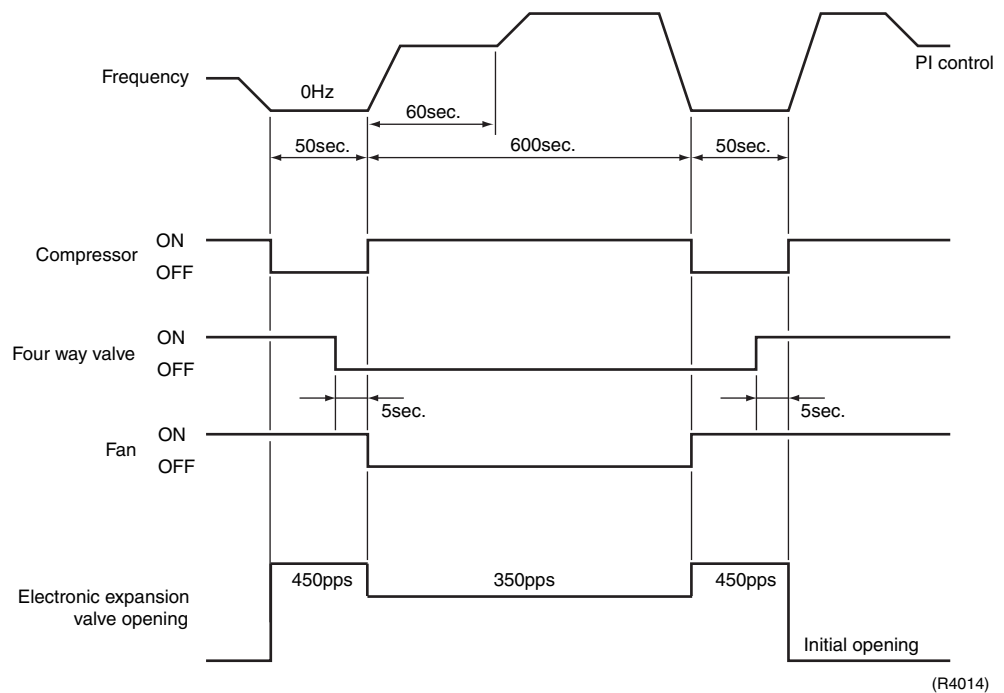 PI control
Frequency
0Hz
60sec.
50sec.
600sec.
50sec.
Compressor
ON
OFF
Four way valve
ON
OFF
5sec.
5sec.
Fan
ON
OFF
450pps
350pps
450pps
Electronic expansion
valve opening
Initial opening
(R4014)